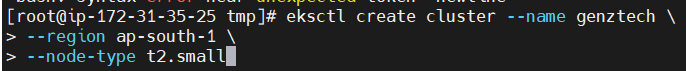 [root@ip-172-31-35-25 tmp]# eksctl create cluster --name genztech \
> --region ap-south-1 \
> --node-type t2.small